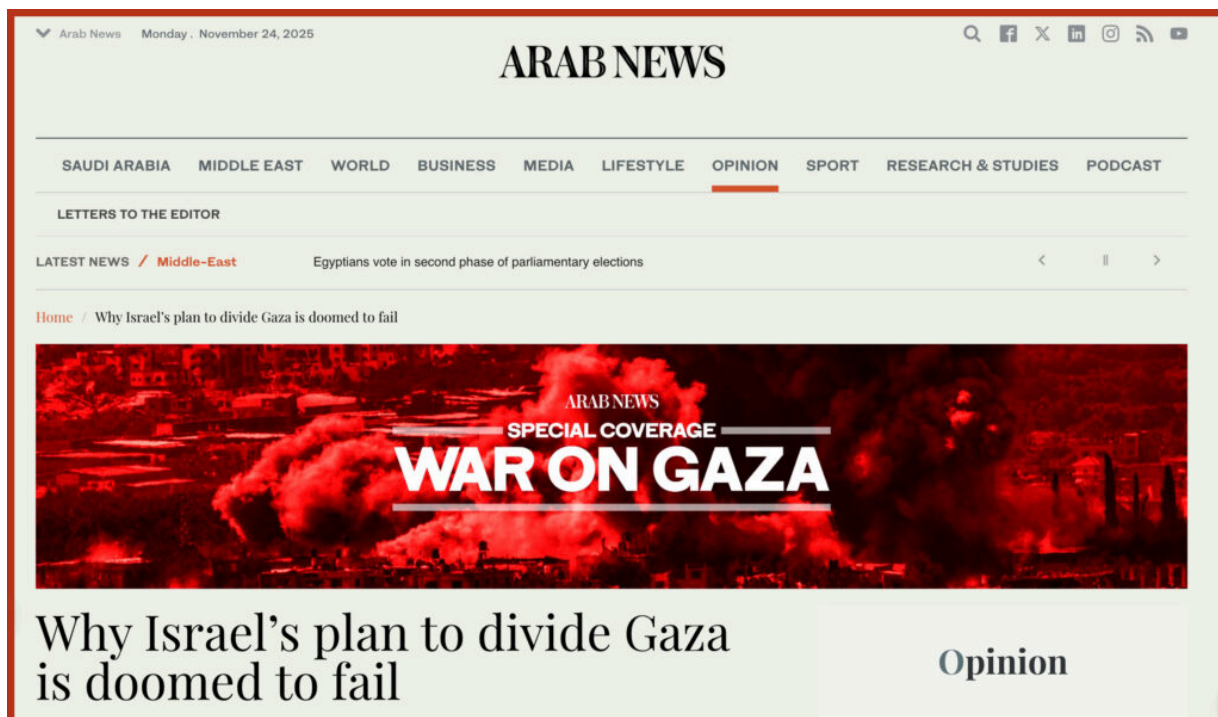 Arab News Monday . November 24, 2025
ARAB NEWS
SAUDI ARABIA MIDDLE EAST WORLD BUSINESS MEDIA LIFESTYLE OPINION SPORT RESEARCH & STUDIES PODCAST
LETTERS TO THE EDITOR
LATEST NEWS / Middle-East Egyptians vote in second phase of parliamentary elections
Home / Why Israel’s plan to divide Gaza is doomed to fail
ARAB NEWS
SPECIAL COVERAGE
WAR ON GAZA
Why Israel’s plan to divide Gaza
is doomed to fail
Opinion